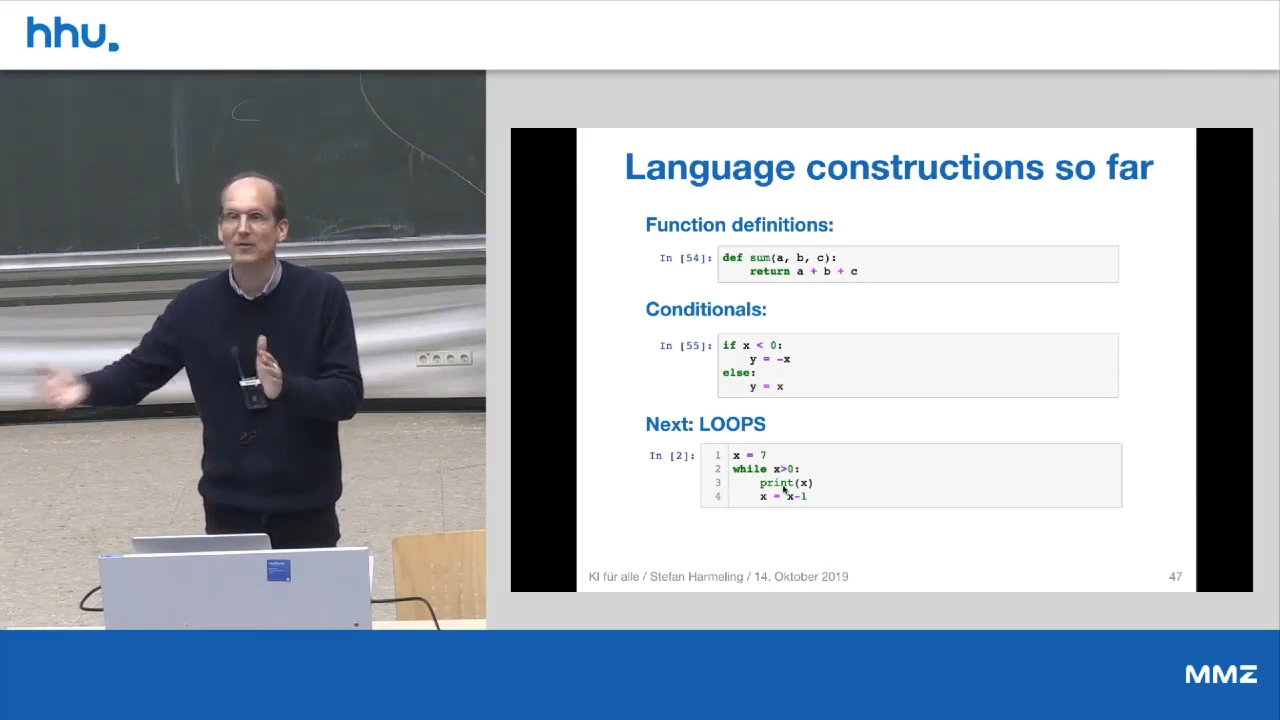 hhu.
Language constructions so far
Function definitions:
In [54]: def sum(a, b, c):
return a + b + c
Conditionals:
In [55]: if x < 0:
y = -x
else:
y = x
Next: LOOPS
In [2]: 1 x = 7
2 while x>0:
3 print(x)
4 x = x-1
KI für alle / Stefan Harmeling / 14. Oktober 2019 47
MMZ